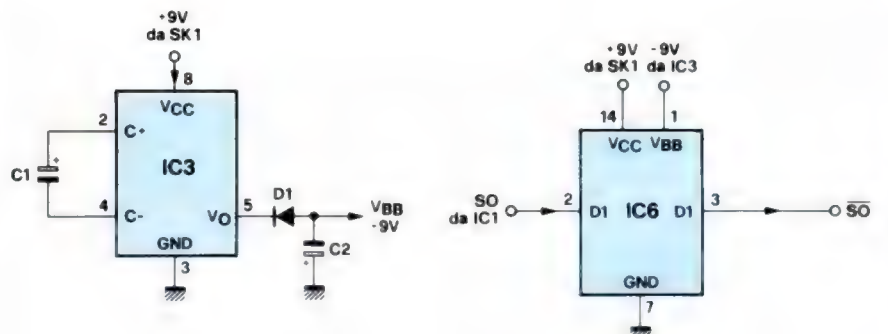 +9V
da SK1
8
VCC
2
C+
C1
+
IC3
4
C-
VO
5
D1
VBB
-9V
GND
C2
+
3
+9V
da SK1
-9V
da IC3
14
1
VCC
VBB
SO
da IC1
2
D1
IC6
D1
3
SO
GND
7